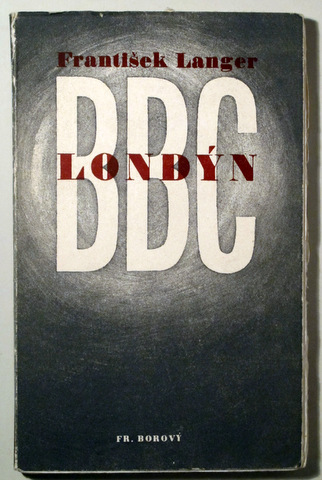 František Langer
BBC
LONDÝN
FR. BOROVÝ